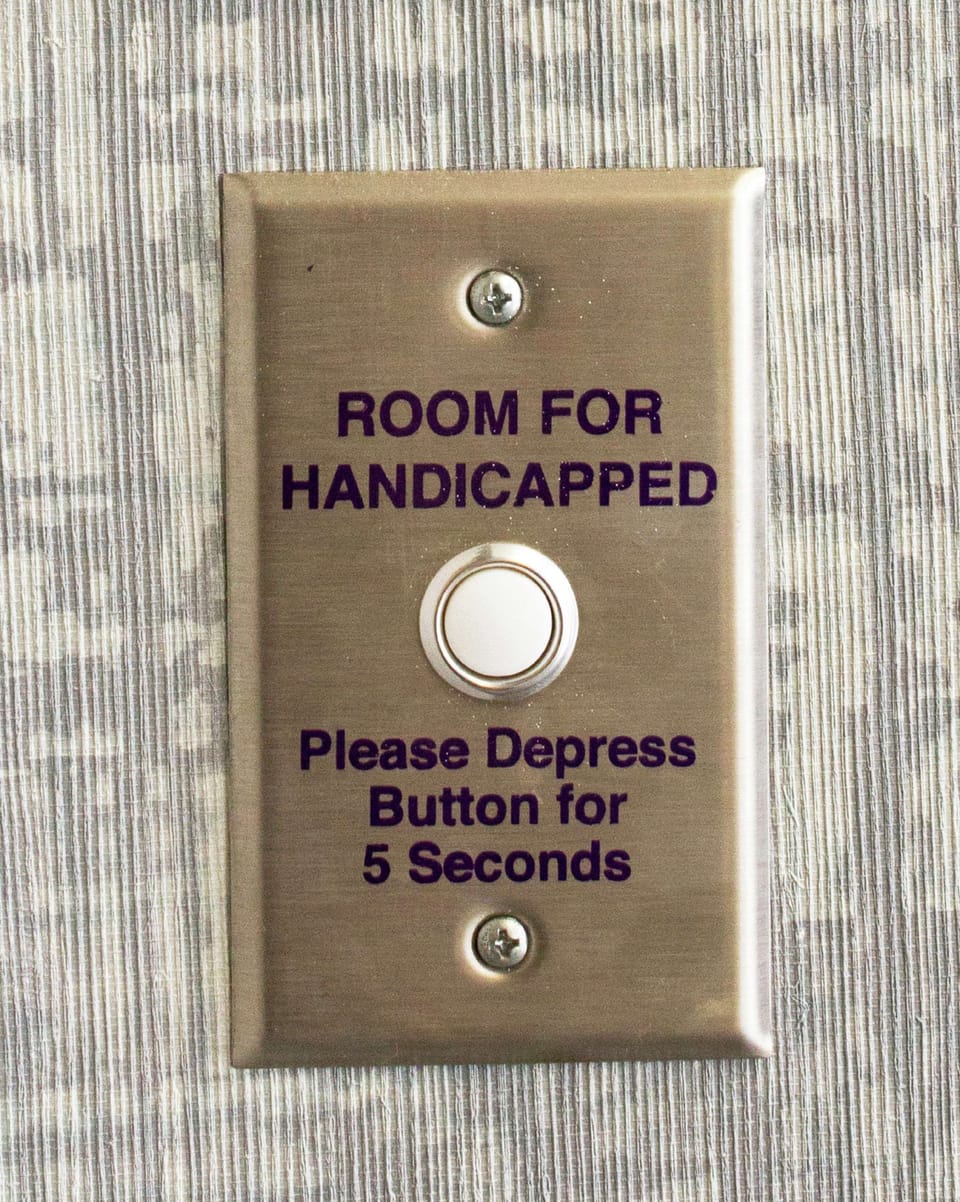 ROOM FOR
HANDICAPPED
Please Depress
Button for
5 Seconds